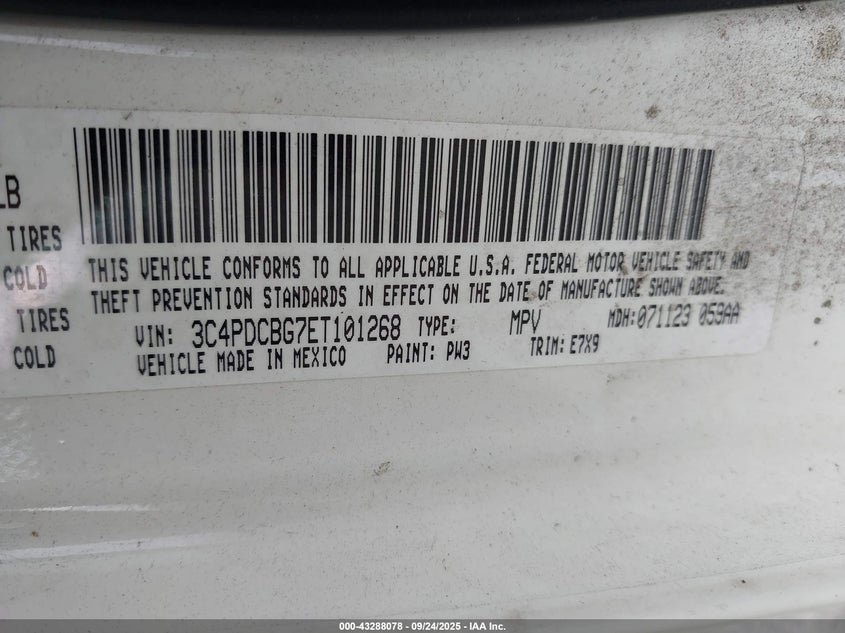 LB
TIRES
COLD
TIRES
COLD
THIS VEHICLE CONFORMS TO ALL APPLICABLE U.S.A. FEDERAL MOTOR VEHICLE SAFETY AND
THEFT PREVENTION STANDARDS IN EFFECT ON THE DATE OF MANUFACTURE SHOWN ABOVE.
VIN: 3C4PDCBG7ET101268 TYPE: MPV MDH:071123 059AA
VEHICLE MADE IN MEXICO PAINT: PW3 TRIM: E7X9
000-43288078 - 09/24/2025 - IAA Inc.